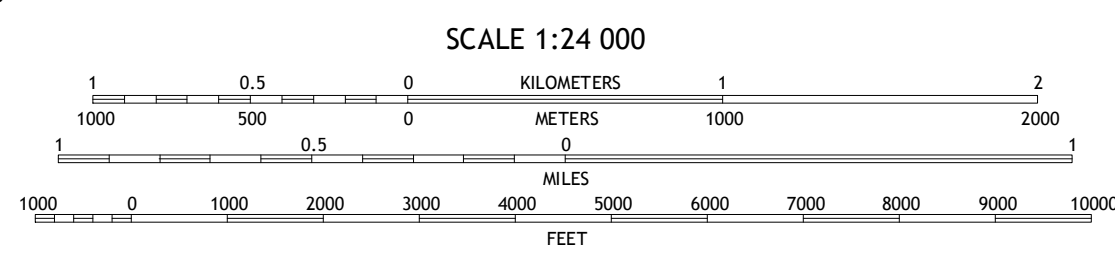 SCALE 1:24 000
1 0.5 0 KILOMETERS 1 2
1000 500 0 METERS 1000 2000
1 0.5 0 1
MILES
1000 0 1000 2000 3000 4000 5000 6000 7000 8000 9000 10000
FEET